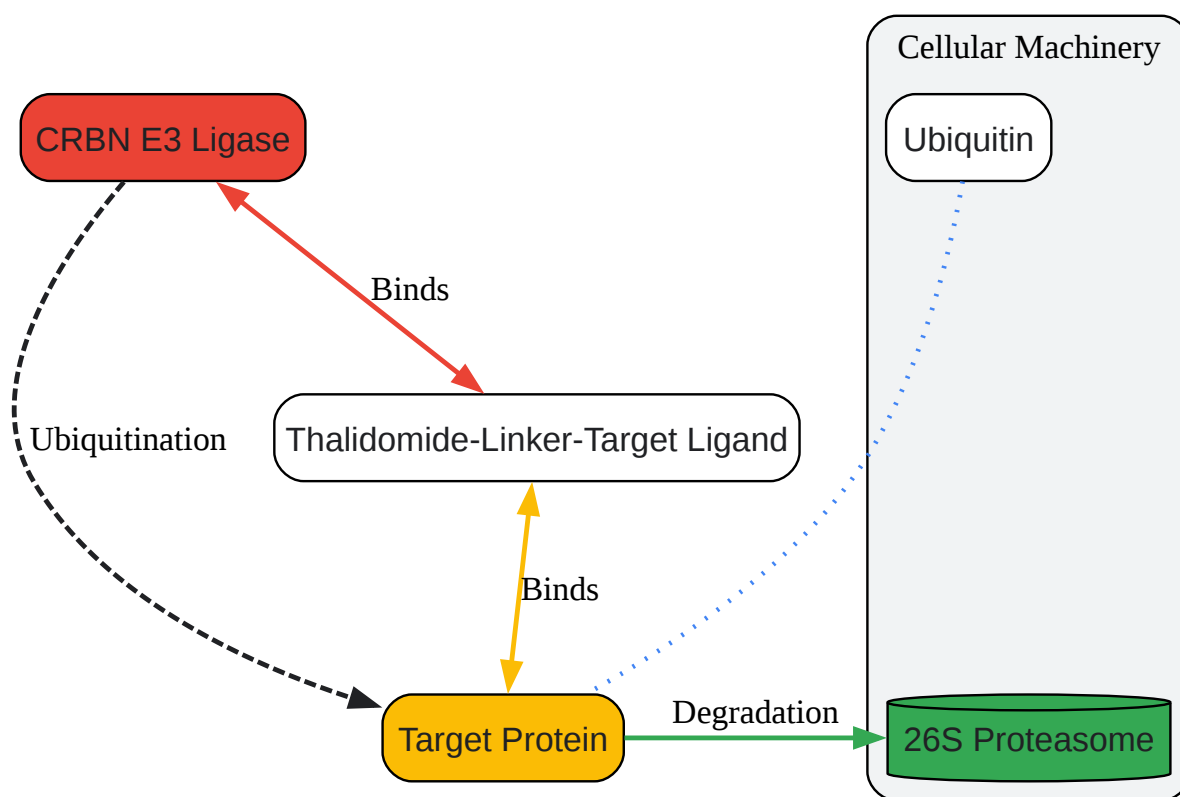 Cellular Machinery
CRBN E3 Ligase
Ubiquitin
Binds
Ubiquitination
Thalidomide-Linker-Target Ligand
Binds
Degradation
Target Protein
26S Proteasome